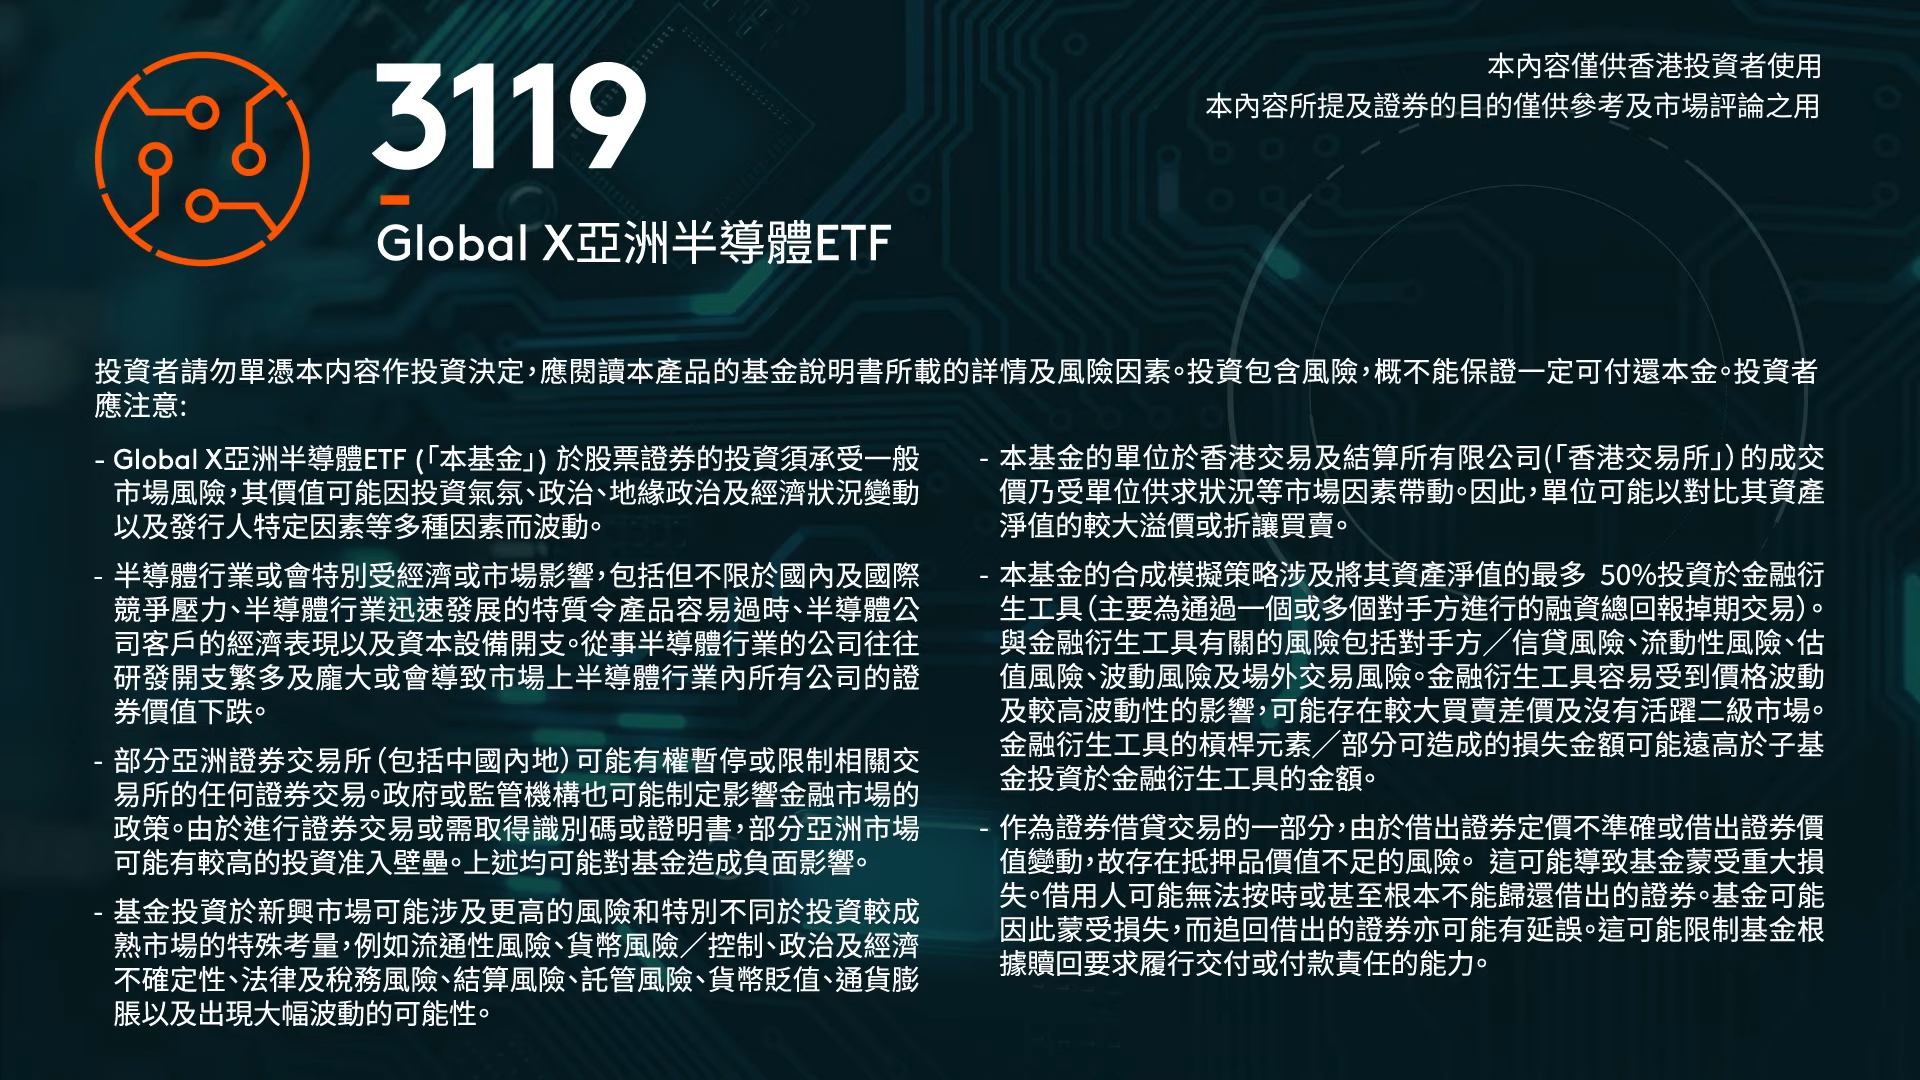 3119
Global X亞洲半導體ETF
本內容僅供香港投資者使用
本內容所提及證券的目的僅供參考及市場評論之用
投資者請勿單憑本內容作投資決定，應閱讀本產品的基金說明書所載的詳情及風險因素。投資包含風險，概不能保證一定可付還本金。投資者
應注意:
- Global X亞洲半導體ETF (「本基金」) 於股票證券的投資須承受一般
市場風險，其價值可能因投資氣氛、政治、地緣政治及經濟狀況變動
以及發行人特定因素等多種因素而波動。
- 半導體行業或會特別受經濟或市場影響，包括但不限於國內及國際
競爭壓力、半導體行業迅速發展的特質令產品容易過時、半導體公
司客戶的經濟表現以及資本設備開支。從事半導體行業的公司往往
研發開支繁多及龐大或會導致市場上半導體行業內所有公司的證
券價值下跌。
- 部分亞洲證券交易所（包括中國內地）可能有權暫停或限制相關交
易所的任何證券交易。政府或監管機構也可能制定影響金融市場的
政策。由於進行證券交易或需取得識別碼或證明書，部分亞洲市場
可能有較高的投資准入壁壘。上述均可能對基金造成負面影響。
- 基金投資於新興市場可能涉及更高的風險和特別不同於投資較成
熟市場的特殊考量，例如流通性風險、貨幣風險／控制、政治及經濟
不確定性、法律及稅務風險、結算風險、託管風險、貨幣貶值、通貨膨
脹以及出現大幅波動的可能性。
- 本基金的單位於香港交易及結算所有限公司(「香港交易所」）的成交
價乃受單位供求狀況等市場因素帶動。因此，單位可能以對比其資產
淨值的較大溢價或折讓買賣。
- 本基金的合成模擬策略涉及將其資產淨值的最多 50%投資於金融衍
生工具（主要為通過一個或多個對手方進行的融資總回報掉期交易）。
與金融衍生工具有關的風險包括對手方／信貸風險、流動性風險、估
值風險、波動風險及場外交易風險。金融衍生工具容易受到價格波動
及較高波動性的影響，可能存在較大買賣差價及沒有活躍二級市場。
金融衍生工具的槓桿元素／部分可造成的損失金額可能遠高於子基
金投資於金融衍生工具的金額。
- 作為證券借貸交易的一部分，由於借出證券定價不準確或借出證券價
值變動，故存在抵押品價值不足的風險。 這可能導致基金蒙受重大損
失。借用人可能無法按時或甚至根本不能歸還借出的證券。基金可能
因此蒙受損失，而追回借出的證券亦可能有延誤。這可能限制基金根
據贖回要求履行交付或付款責任的能力。